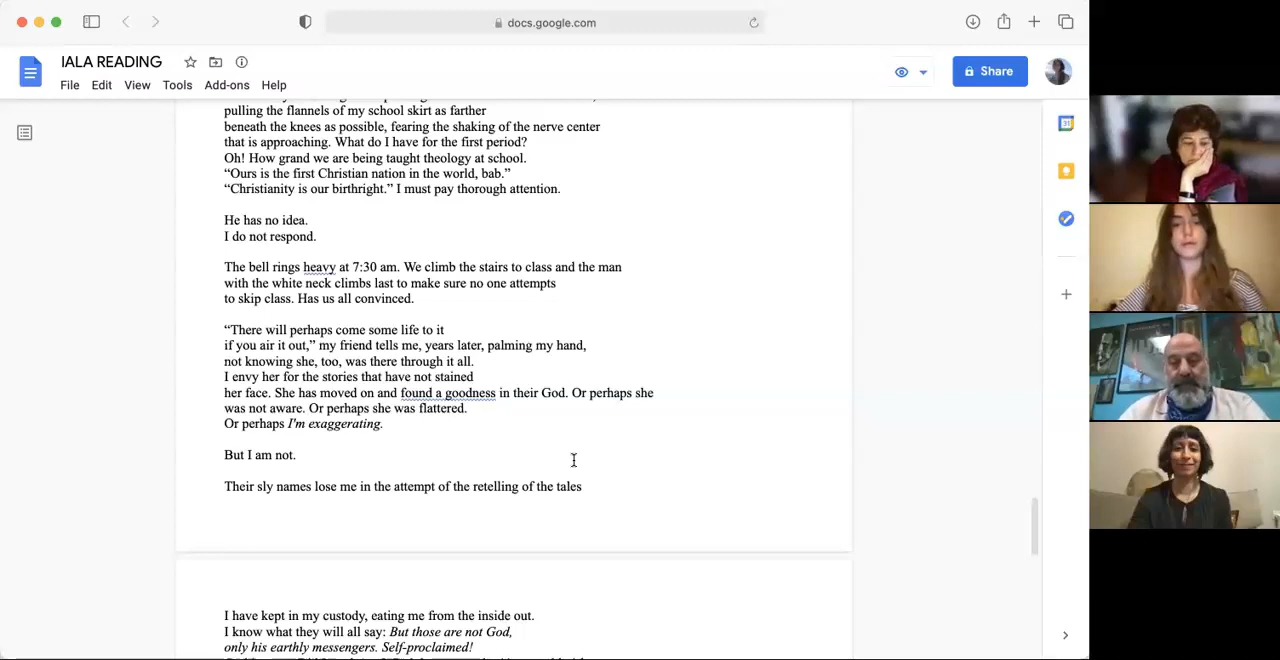 docs.google.com
IALA READING
File Edit View Tools Add-ons Help
Share
31
pulling the flannels of my school skirt as farther
beneath the knees as possible, fearing the shaking of the nerve center
that is approaching. What do I have for the first period?
Oh! How grand we are being taught theology at school.
“Ours is the first Christian nation in the world, bab.”
“Christianity is our birthright.” I must pay thorough attention.
He has no idea.
I do not respond.
The bell rings heavy at 7:30 am. We climb the stairs to class and the man
with the white neck climbs last to make sure no one attempts
to skip class. Has us all convinced.
“There will perhaps come some life to it
if you air it out,” my friend tells me, years later, palming my hand,
not knowing she, too, was there through it all.
I envy her for the stories that have not stained
her face. She has moved on and found a goodness in their God. Or perhaps she
was not aware. Or perhaps she was flattered.
Or perhaps I'm exaggerating.
But I am not.
Their sly names lose me in the attempt of the retelling of the tales
I have kept in my custody, eating me from the inside out.
I know what they will all say: But those are not God,
only his earthly messengers. Self-proclaimed!